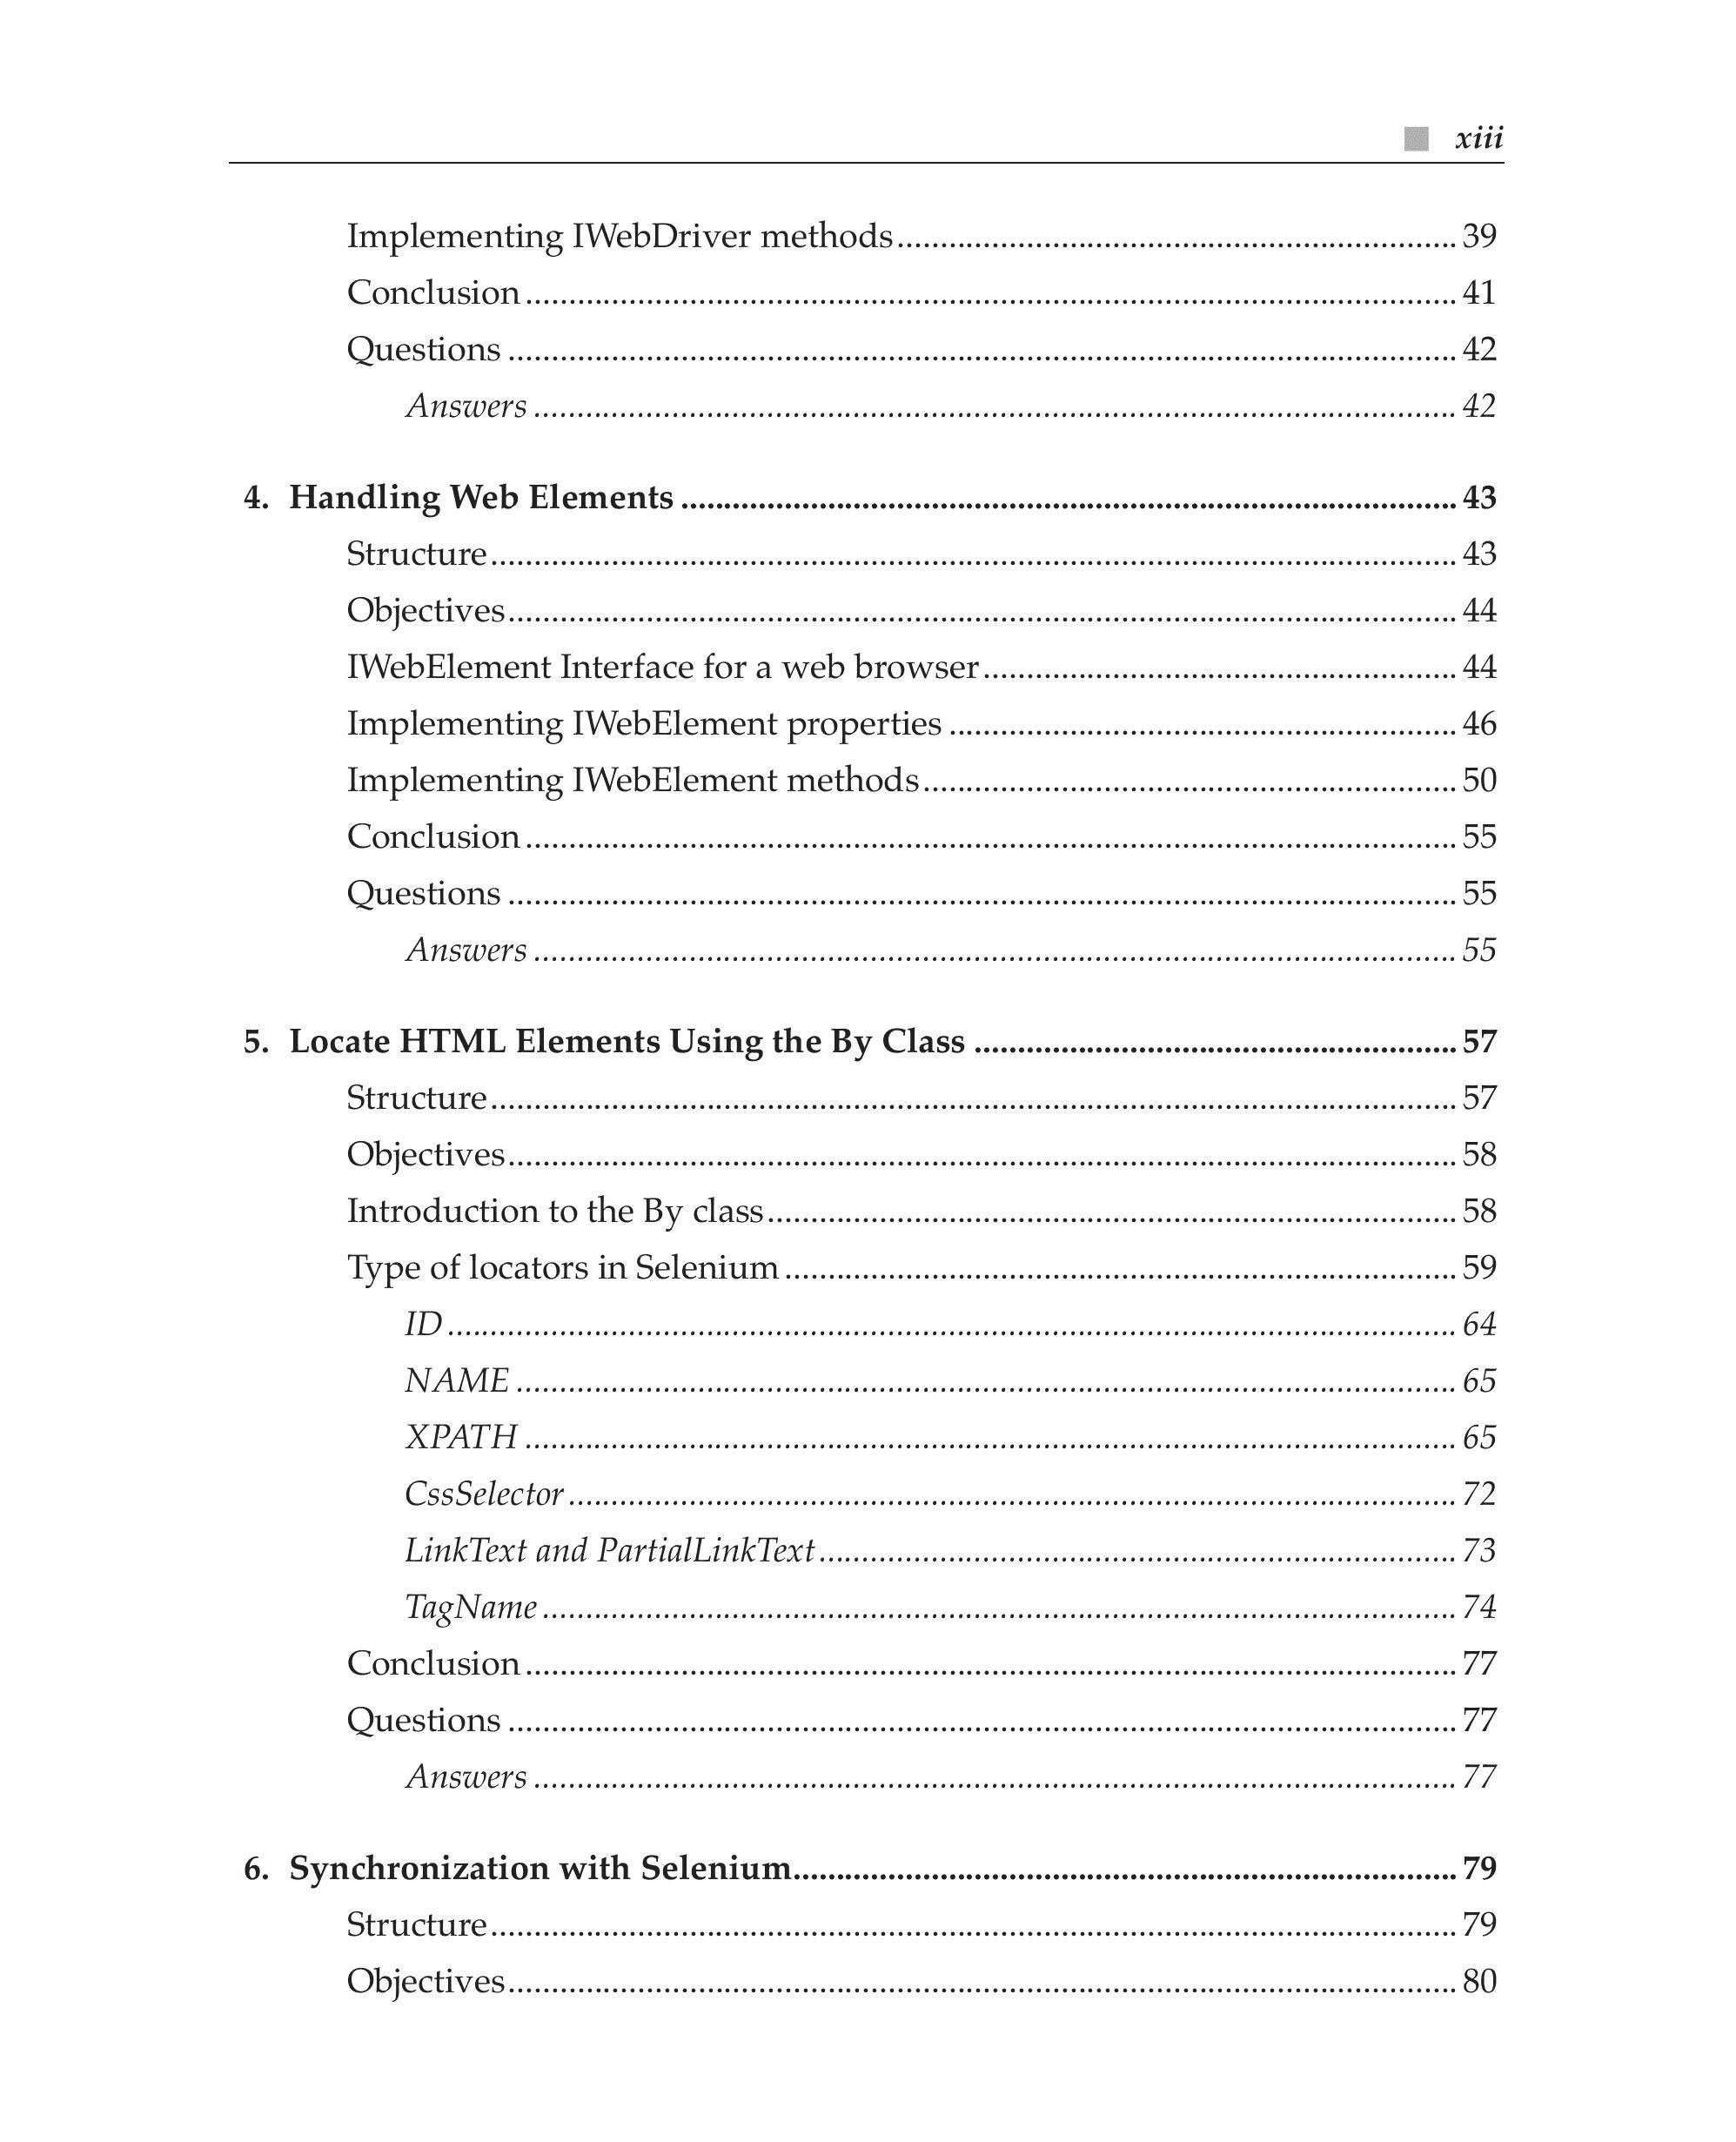 xiii
Implementing IWebDriver methods................................................................ 39
Conclusion........................................................................................................... 41
Questions ............................................................................................................. 42
Answers .......................................................................................................... 42
4. Handling Web Elements ......................................................................................... 43
Structure............................................................................................................... 43
Objectives............................................................................................................. 44
IWebElement Interface for a web browser....................................................... 44
Implementing IWebElement properties ........................................................... 46
Implementing IWebElement methods.............................................................. 50
Conclusion........................................................................................................... 55
Questions ............................................................................................................. 55
Answers .......................................................................................................... 55
5. Locate HTML Elements Using the By Class ........................................................ 57
Structure............................................................................................................... 57
Objectives............................................................................................................. 58
Introduction to the By class................................................................................ 58
Type of locators in Selenium .............................................................................. 59
ID .................................................................................................................... 64
NAME ............................................................................................................ 65
XPATH ........................................................................................................... 65
CssSelector...................................................................................................... 72
LinkText and PartialLinkText.......................................................................... 73
TagName ......................................................................................................... 74
Conclusion........................................................................................................... 77
Questions ............................................................................................................. 77
Answers .......................................................................................................... 77
6. Synchronization with Selenium............................................................................ 79
Structure............................................................................................................... 79
Objectives............................................................................................................. 80